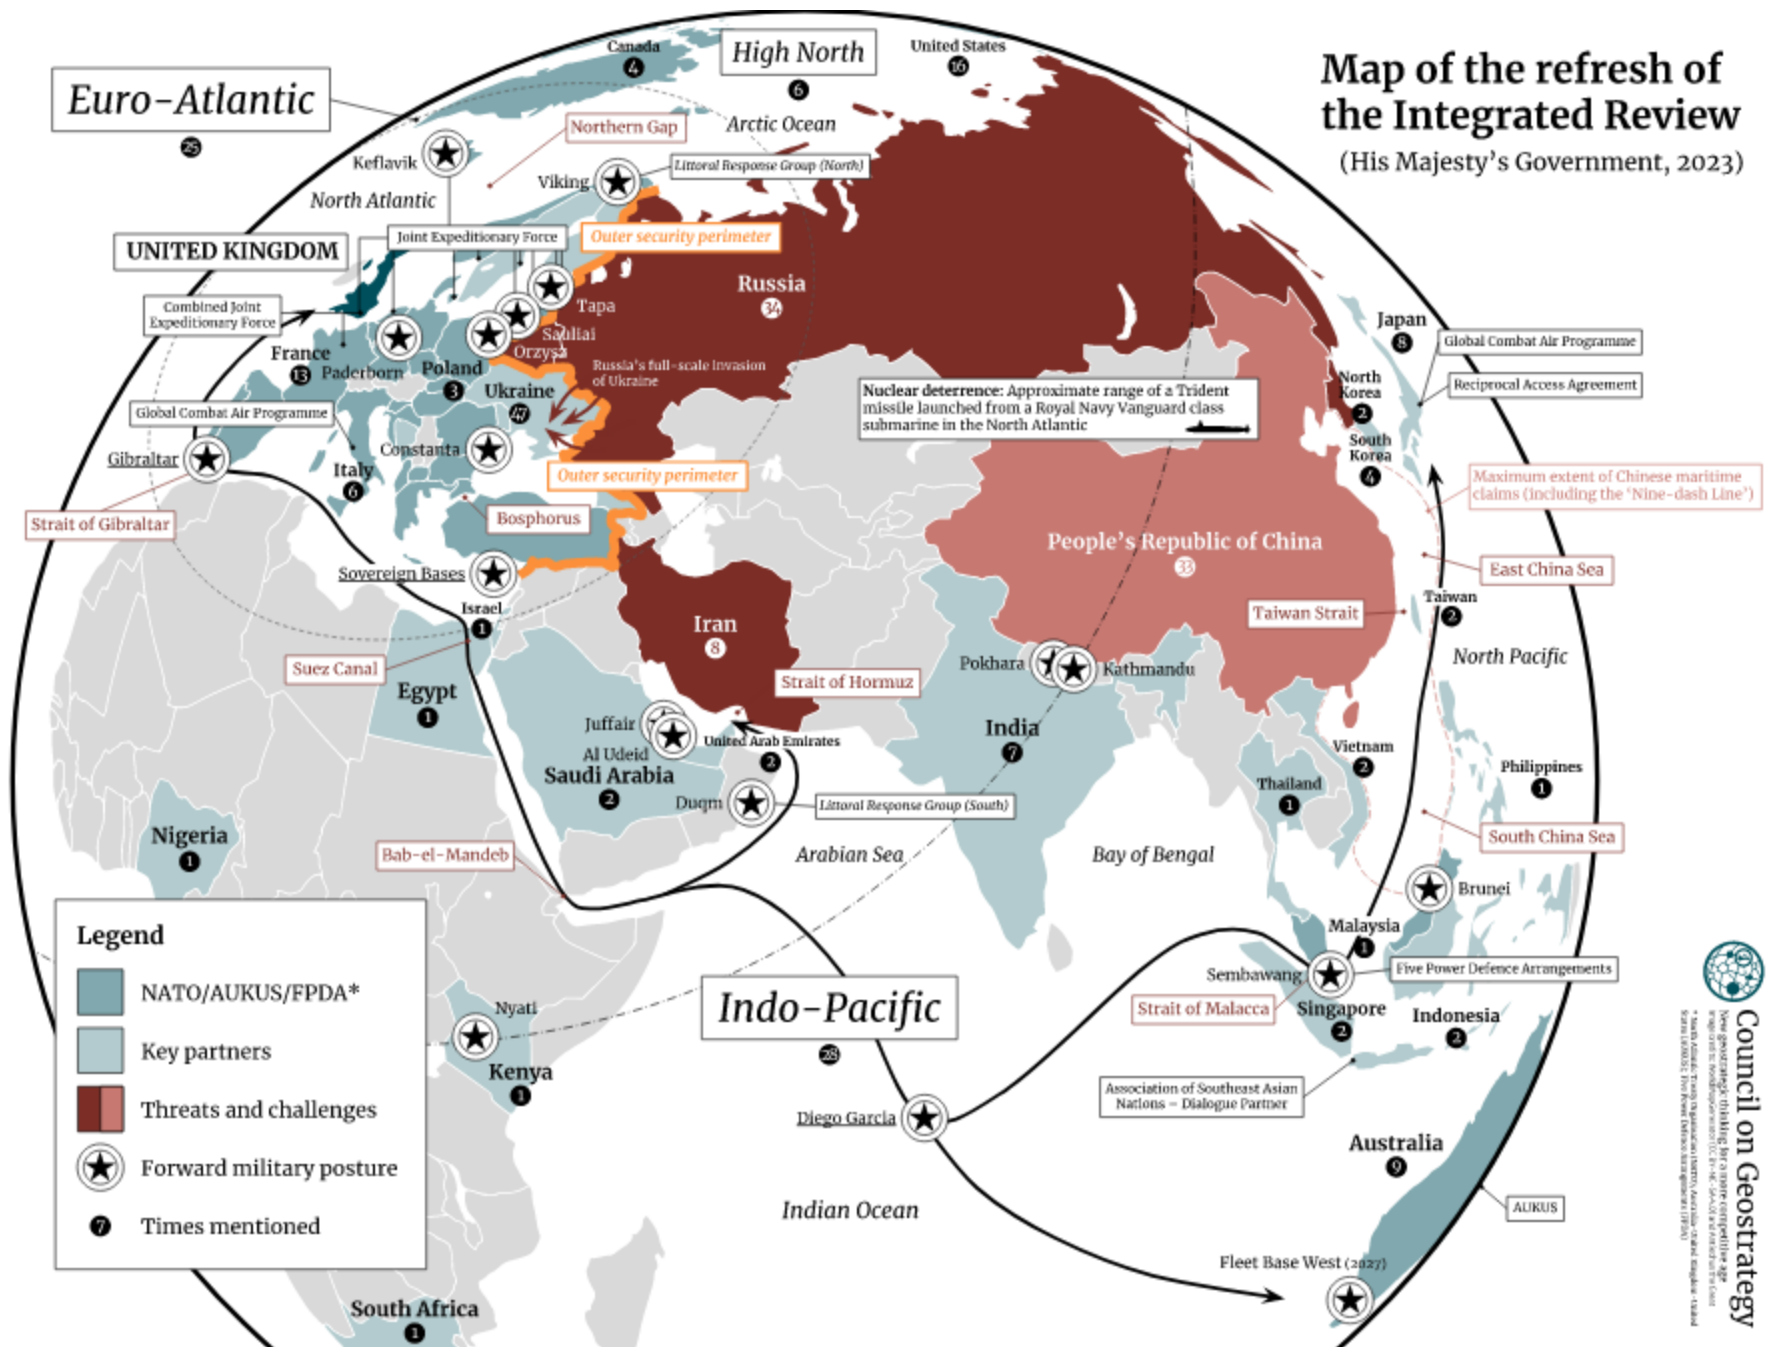 Map of the refresh of
the Integrated Review
(His Majesty's Government, 2023)
Euro-Atlantic
25
High North
6
Canada
4
United States
16
Arctic Ocean
Northern Gap
Keflavik
North Atlantic
Viking
Littoral Response Group (North)
UNITED KINGDOM
Joint Expeditionary Force
Outer security perimeter
Combined Joint
Expeditionary Force
Russia
34
Tapa
Orzysz
France
13
Paderborn
Poland
3
Russia's full-scale invasion
of Ukraine
Ukraine
47
Global Combat Air Programme
Constanta
Gibraltar
Italy
6
Outer security perimeter
Strait of Gibraltar
Bosphorus
Sovereign Bases
Nuclear deterrence: Approximate range of a Trident
missile launched from a Royal Navy Vanguard class
submarine in the North Atlantic
Japan
8
Global Combat Air Programme
Reciprocal Access Agreement
North
Korea
2
South
Korea
4
Maximum extent of Chinese maritime
claims (including the 'Nine-dash Line')
People's Republic of China
33
East China Sea
Taiwan
2
Taiwan Strait
North Pacific
Israel
1
Suez Canal
Egypt
1
Iran
8
Strait of Hormuz
Pokhara
Kathmandu
Juffair
Al Udeid
United Arab Emirates
2
Saudi Arabia
2
Duqm
Littoral Response Group (South)
India
7
Vietnam
2
Thailand
1
Philippines
1
South China Sea
Nigeria
1
Bab-el-Mandeb
Arabian Sea
Bay of Bengal
Brunei
Malaysia
1
Sembawang
Five Power Defence Arrangements
Strait of Malacca
Singapore
2
Indonesia
2
Association of Southeast Asian
Nations – Dialogue Partner
Indo-Pacific
28
Nyati
Kenya
1
Diego Garcia
Australia
9
AUKUS
Indian Ocean
Fleet Base West (2027)
South Africa
1
Legend
NATO/AUKUS/FPDA*
Key partners
Threats and challenges
Forward military posture
7
Times mentioned
Council on Geostrategy
New geostrategic thinking for a more competitive age